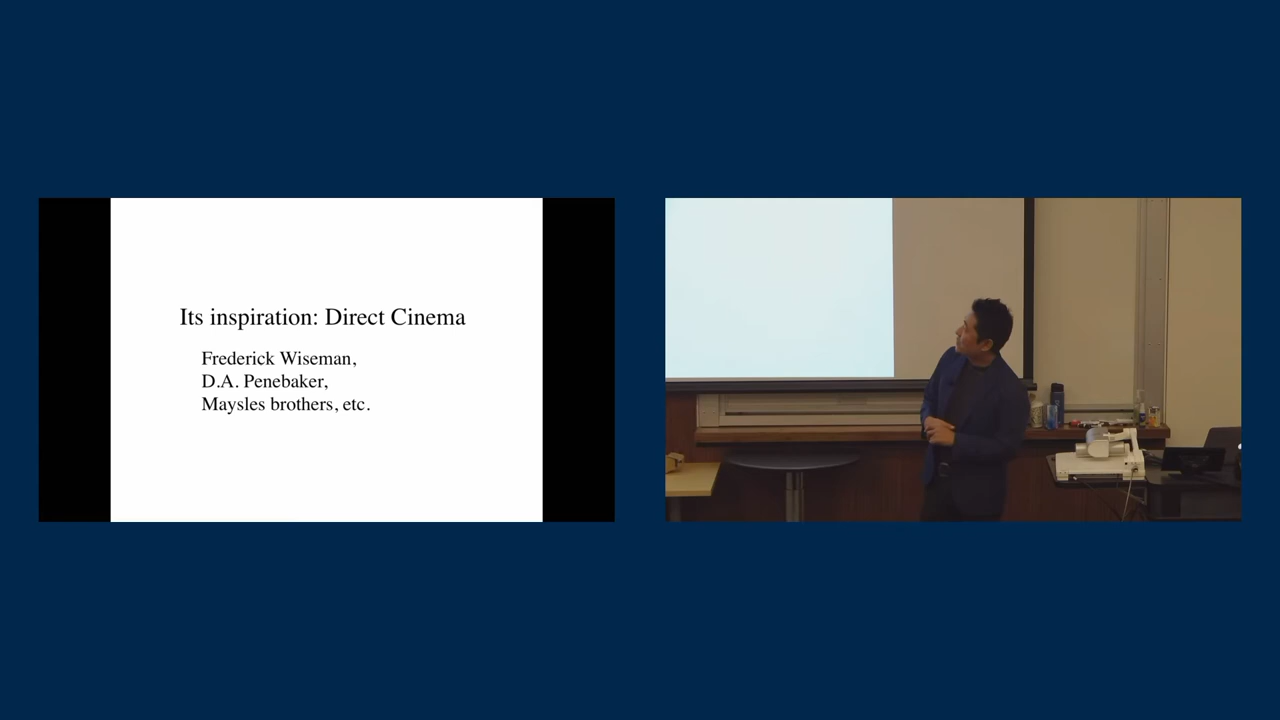 Its inspiration: Direct Cinema
Frederick Wiseman,
D.A. Penebaker,
Maysles brothers, etc.